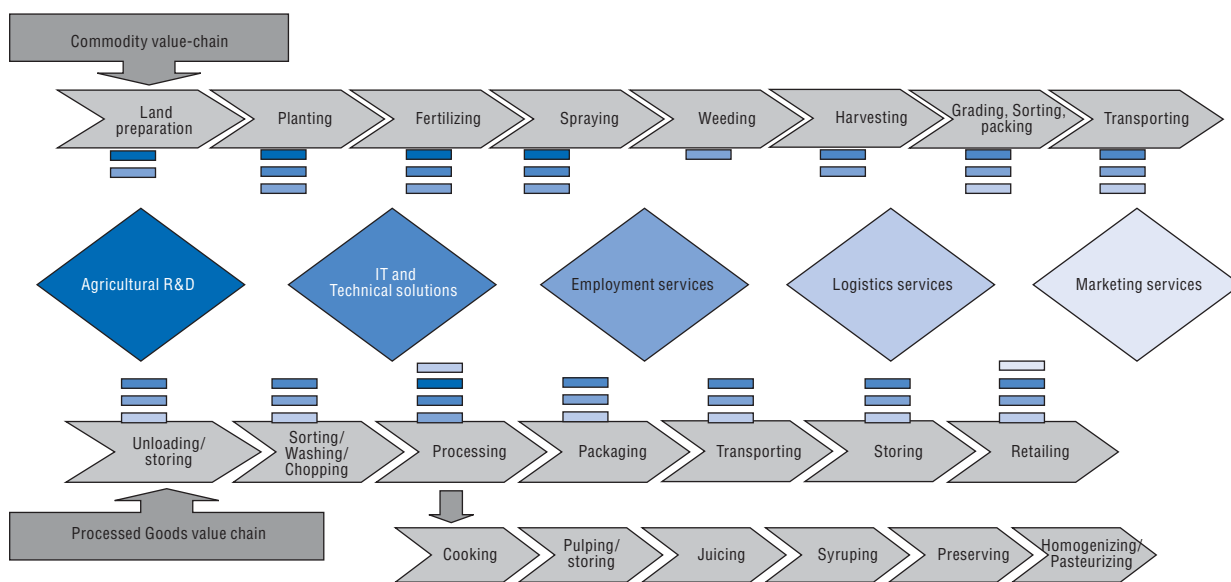 Commodity value-chain
Land
preparation
Planting
Fertilizing
Spraying
Weeding
Harvesting
Grading, Sorting,
packing
Transporting
Agricultural R&D
IT and
Technical solutions
Employment services
Logistics services
Marketing services
Unloading/
storing
Sorting/
Washing/
Chopping
Processing
Packaging
Transporting
Storing
Retailing
Processed Goods value chain
Cooking
Pulping/
storing
Juicing
Syruping
Preserving
Homogenizing/
Pasteurizing